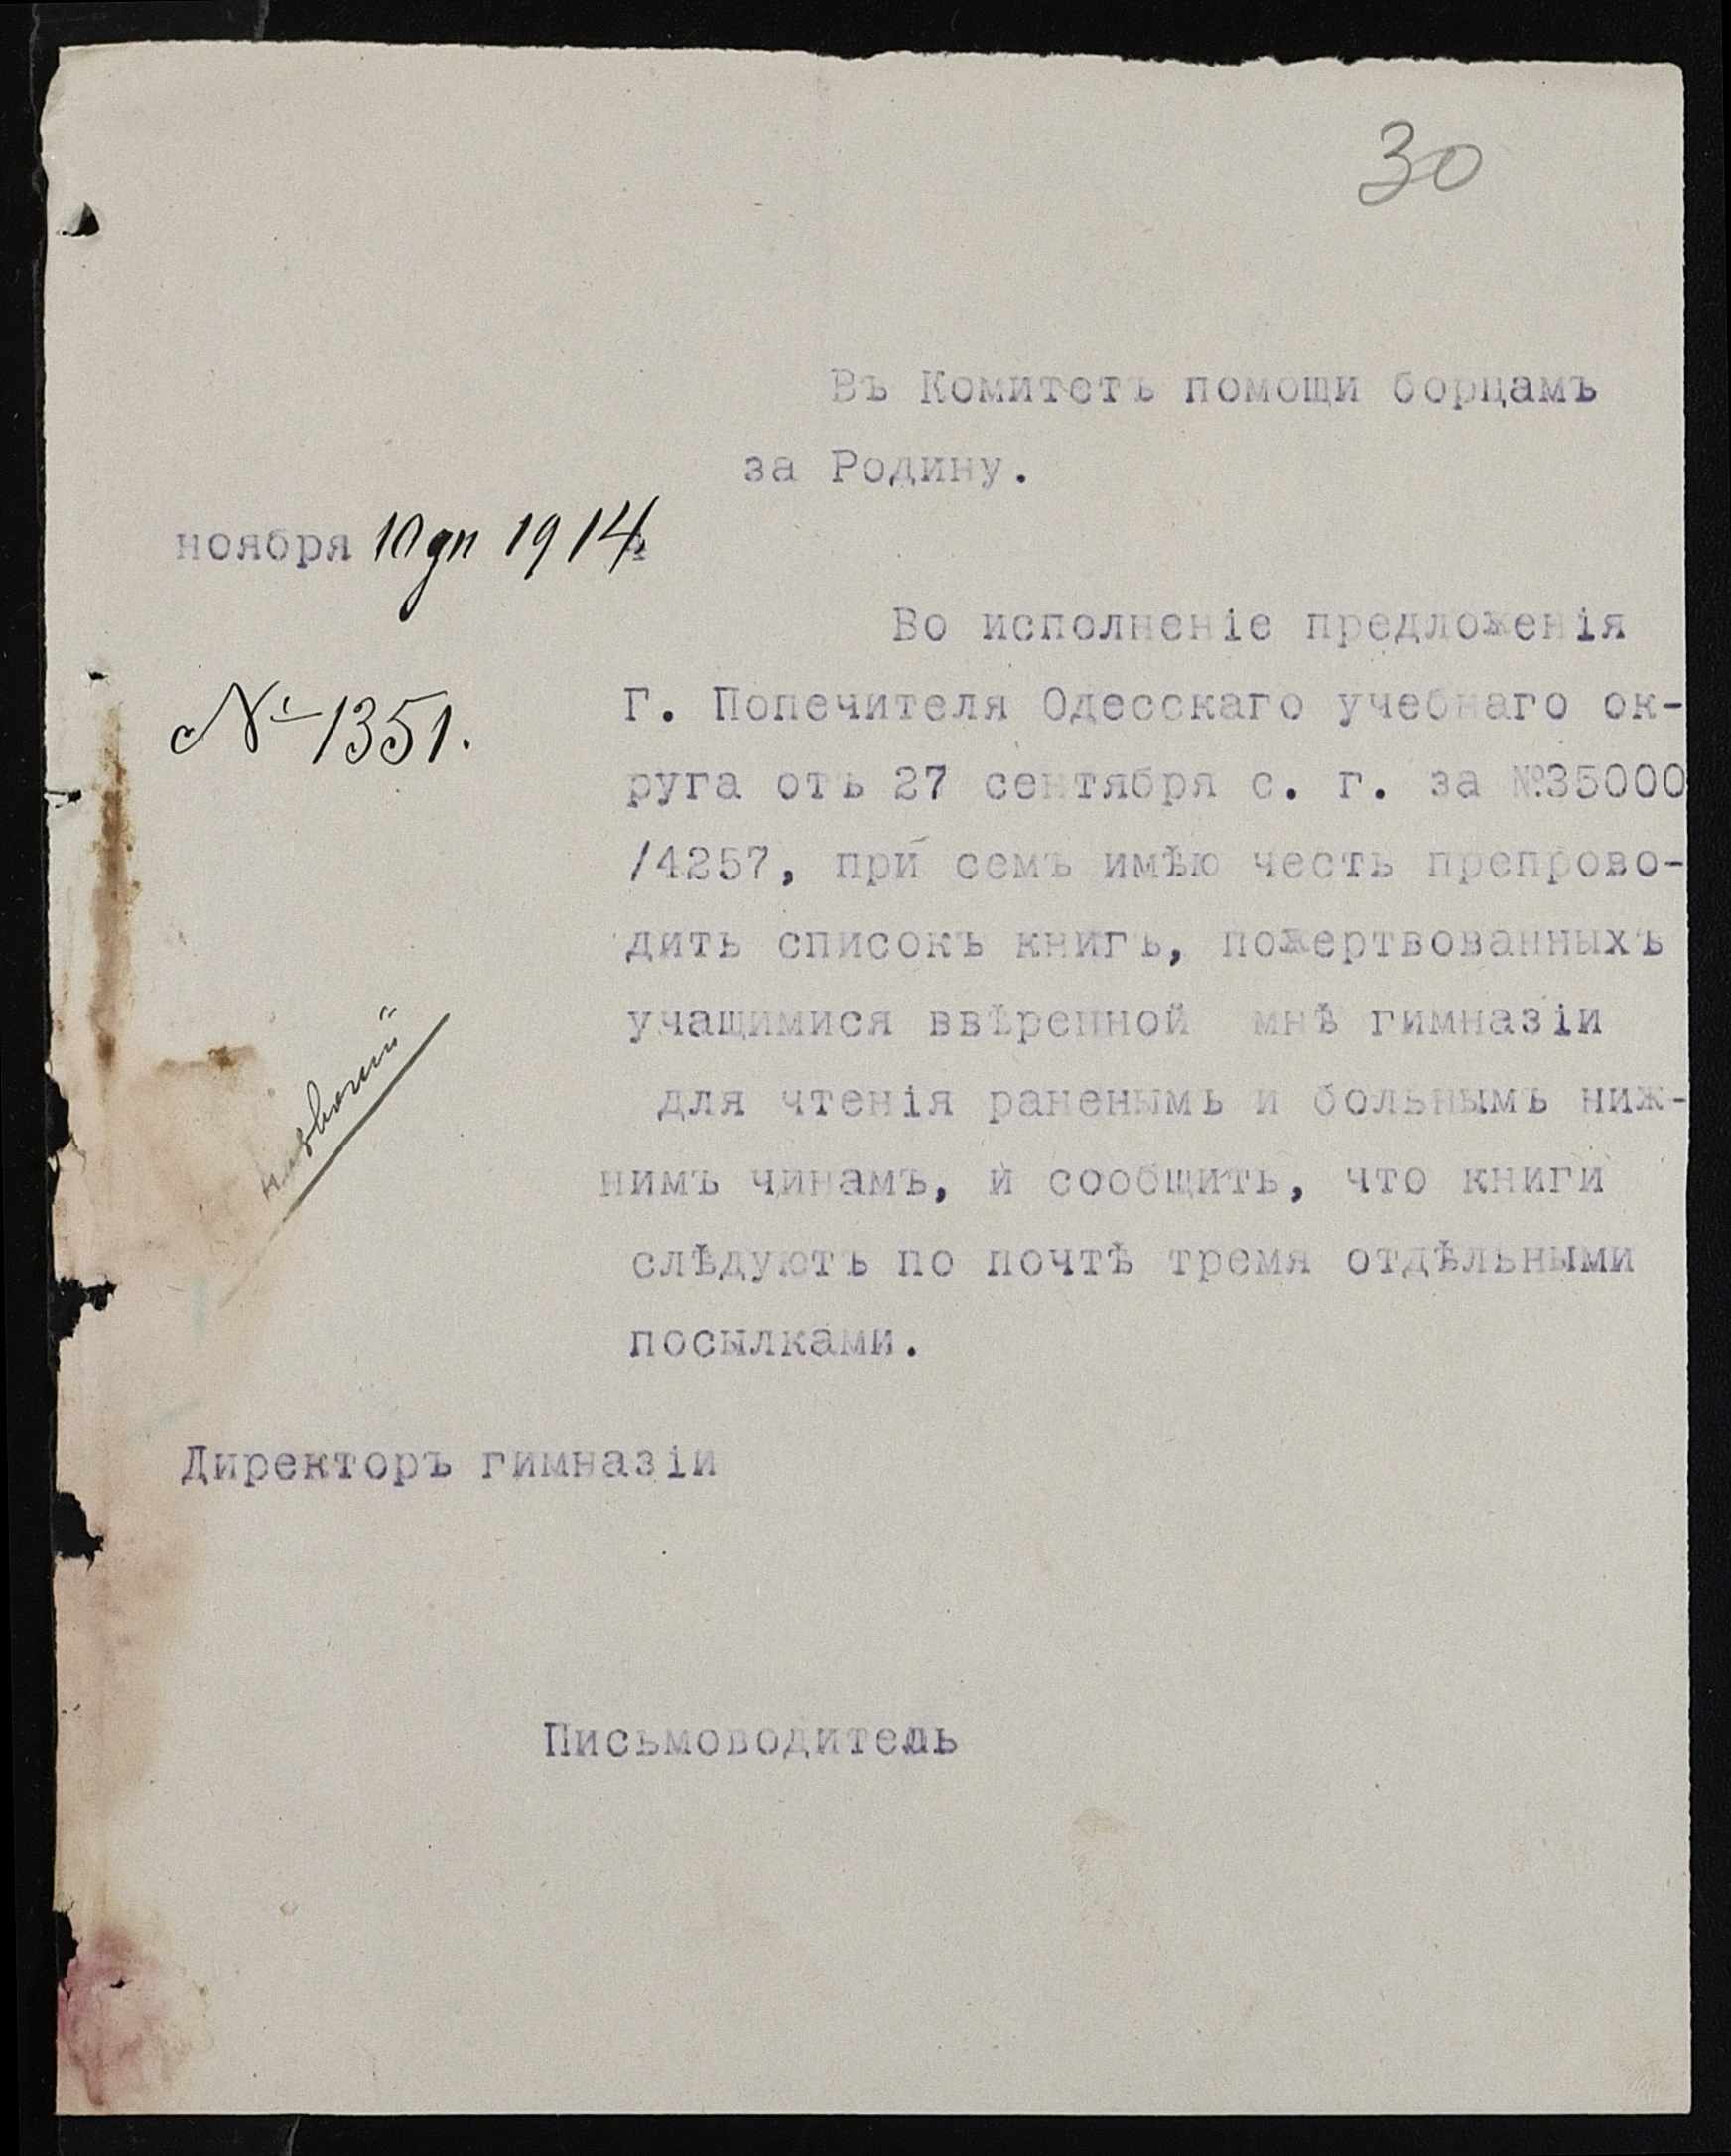 30
Въ Комитетъ помощи борцамъ
за Родину.
ноября 10 дн 1914
№ 1351.
Во исполненіе предложенія
Г. Попечителя Одесскаго учебнаго ок-
руга отъ 27 сентября с. г. за №35000
/4257, при семъ имѣю честь препрово-
дить списокъ книгъ, пожертвованныхъ
учащимися ввѣренной мнѣ гимназіи
для чтенія раненымъ и больнымъ ниж-
нимъ чинамъ, и сообщить, что книги
слѣдуютъ по почтѣ тремя отдѣльными
посылками.
Директоръ гимназіи
Письмоводитель